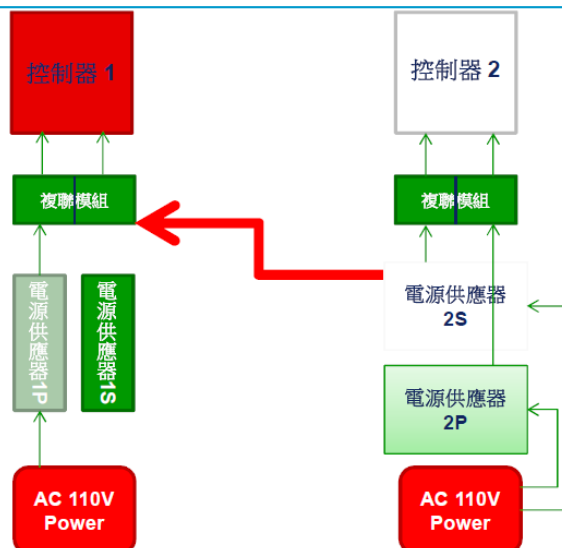 控制器 1
控制器 2
複聯模組
複聯模組
電源供應器1P
電源供應器1S
電源供應器
2S
電源供應器
2P
AC 110V
Power
AC 110V
Power